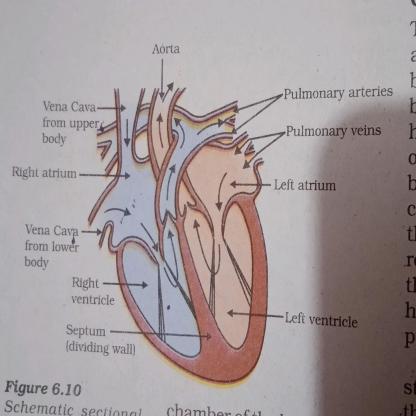 Aorta
Pulmonary arteries
Vena Cava
from upper
body
Pulmonary veins
Right atrium
Left atrium
Vena Cava
from lower
body
Right
ventricle
Left ventricle
Septum
(dividing wall)
Figure 6.10
Schematic sectional
chamber of the